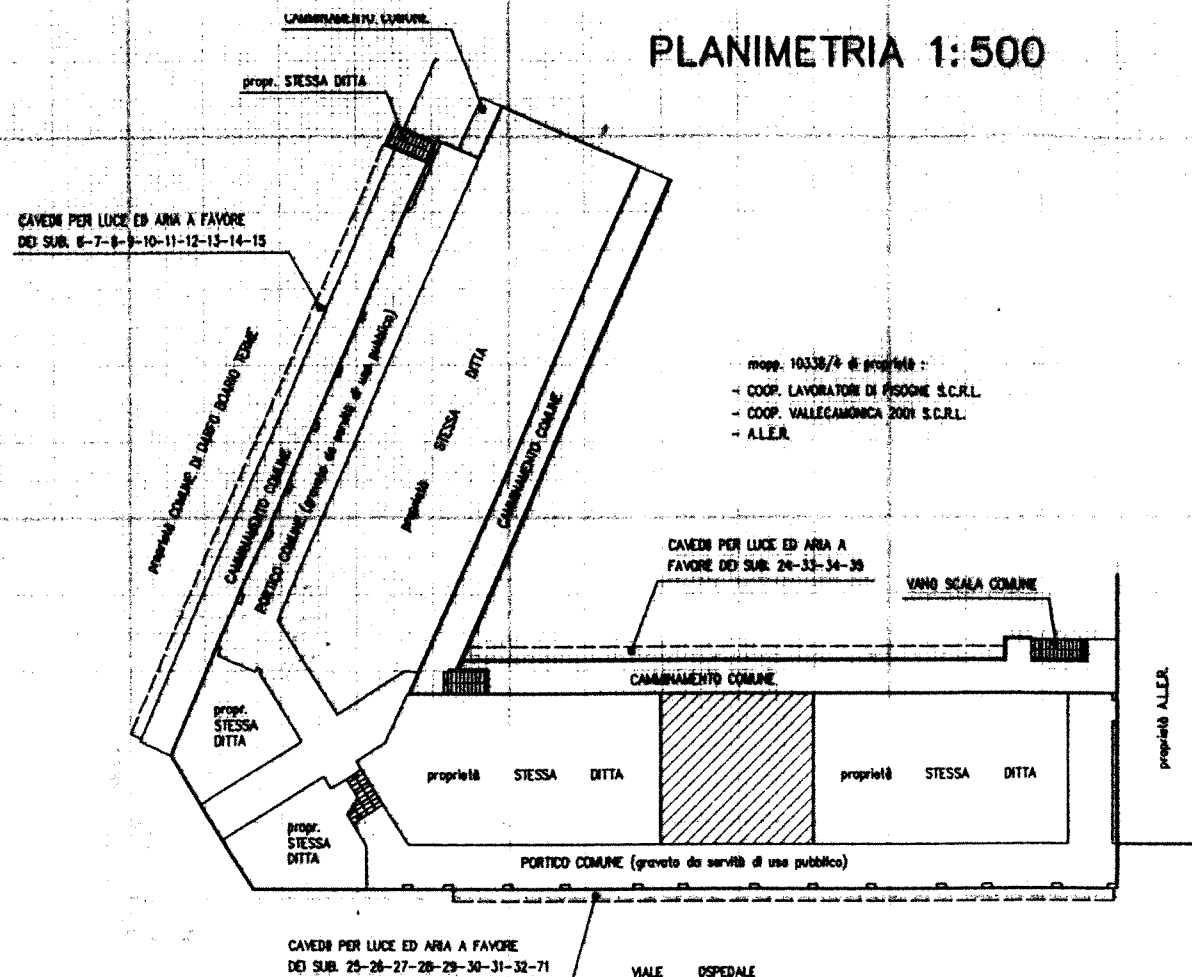 CAMMINAMENTO COMUNE
PLANIMETRIA 1:500
propr. STESSA DITTA
CAVEDII PER LUCE ED ARIA A FAVORE
DEI SUB. 6-7-8-9-10-11-12-13-14-15
proprietà COMUNE DI DARFO BOARIO TERME
CAMMINAMENTO COMUNE
PORTICO COMUNE (gravato da servitù di uso pubblico)
proprietà STESSA DITTA
CAMMINAMENTO COMUNE
mapp. 10338/4 di proprietà :
- COOP. LAVORATORI DI PISOGNE S.C.R.L.
- COOP. VALLECAMONICA 2001 S.C.R.L.
- A.L.E.R.
CAVEDII PER LUCE ED ARIA A
FAVORE DEI SUB. 24-33-34-35
VANO SCALA COMUNE
CAMMINAMENTO COMUNE
proprietà A.L.E.R.
propr.
STESSA
DITTA
proprietà STESSA DITTA
proprietà STESSA DITTA
propr.
STESSA
DITTA
PORTICO COMUNE (gravato da servitù di uso pubblico)
CAVEDII PER LUCE ED ARIA A FAVORE
DEI SUB. 25-26-27-28-29-30-31-32-71
VIALE OSPEDALE